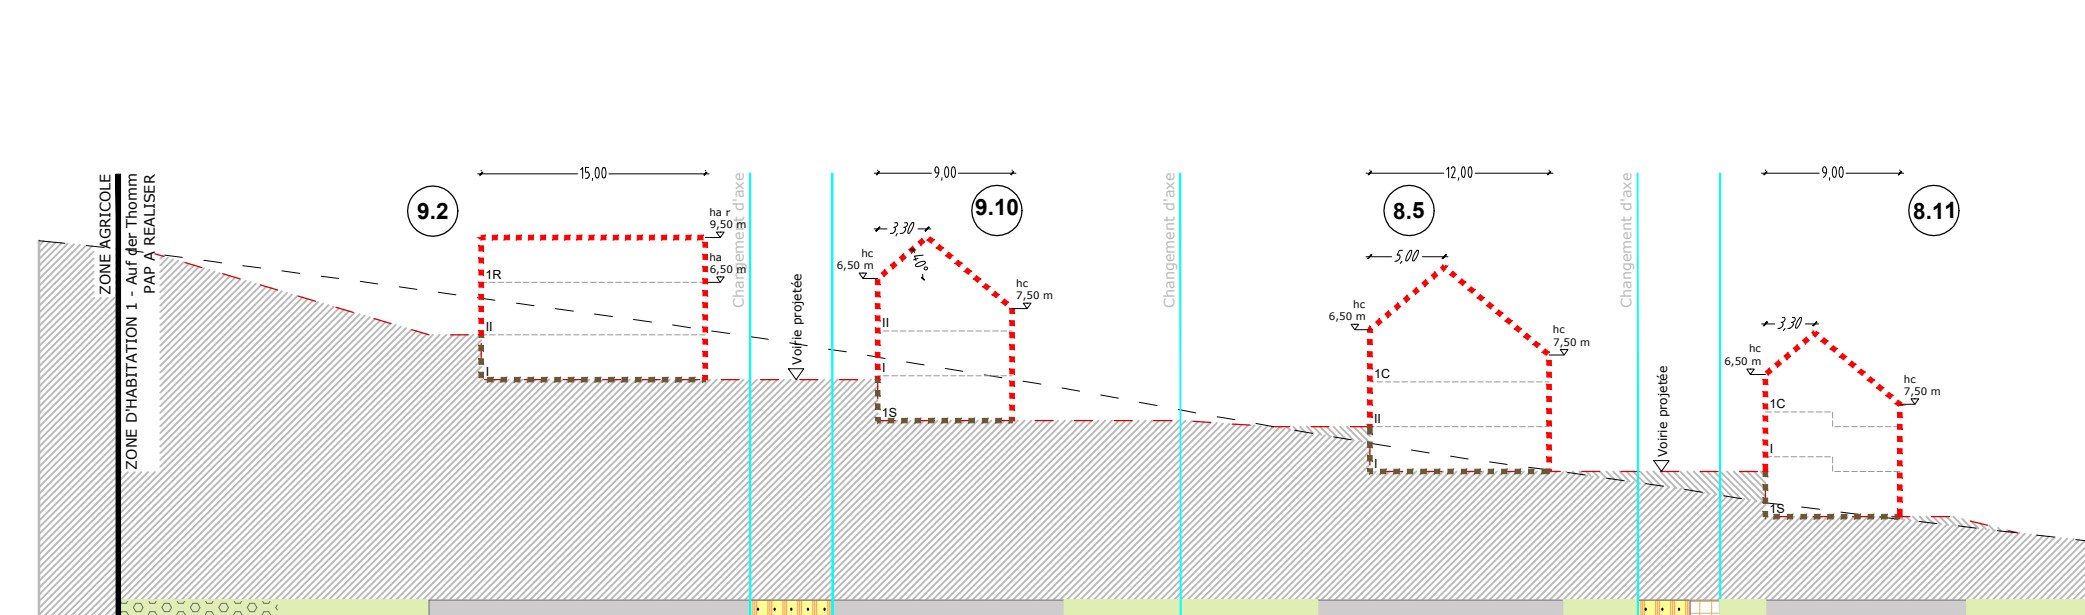 ZONE AGRICOLE
ZONE D'HABITATION 1 - Auf der Thomm
PAP A REALISER
9.2
15,00
ha r
9,50 m
ha
6,50 m
1R
II
I
Changement d'axe
Voirie projetée
9,00
9.10
3,30
40°
hc
6,50 m
hc
7,50 m
II
I
1S
Changement d'axe
12,00
8.5
5,00
hc
6,50 m
hc
7,50 m
1C
II
I
Changement d'axe
Voirie projetée
9,00
8.11
3,30
hc
6,50 m
hc
7,50 m
1C
I
1S